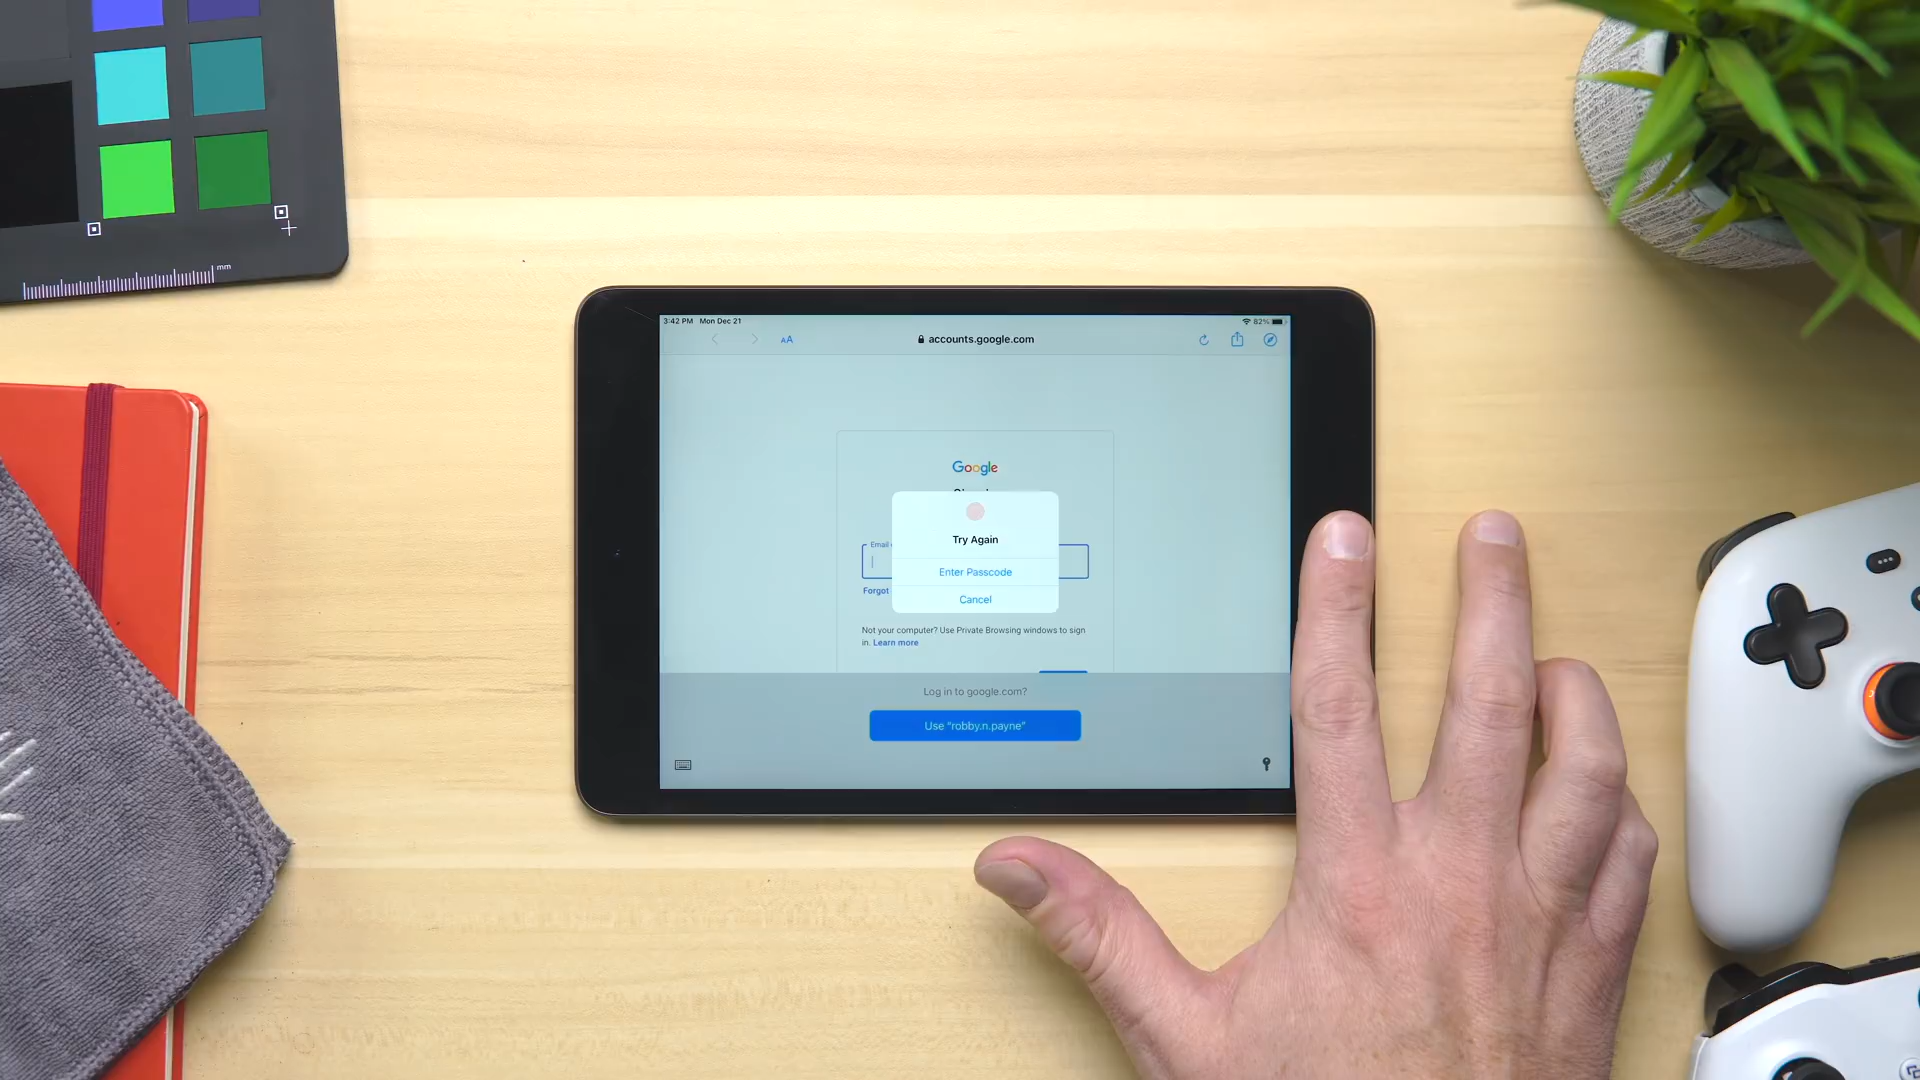 mm
3:42 PM Mon Dec 21
82%
AA
accounts.google.com
Google
Try Again
Email
Enter Passcode
Forgot
Cancel
Not your computer? Use Private Browsing windows to sign
in. Learn more
Log in to google.com?
Use "robby.n.payne"